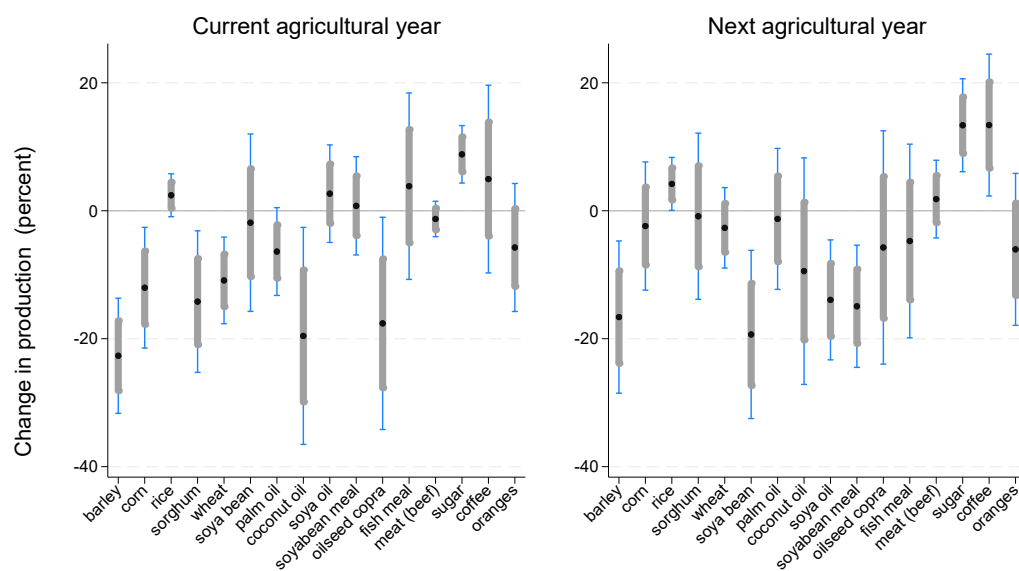 Current agricultural year
Next agricultural year
Change in production (percent)
20
0
-20
-40
barley
corn
rice
sorghum
wheat
soya bean
palm oil
coconut oil
soya oil
soyabean meal
oilseed copra
fish meal
meat (beef)
sugar
coffee
oranges
20
0
-20
-40
barley
corn
rice
sorghum
wheat
soya bean
palm oil
coconut oil
soya oil
soyabean meal
oilseed copra
fish meal
meat (beef)
sugar
coffee
oranges